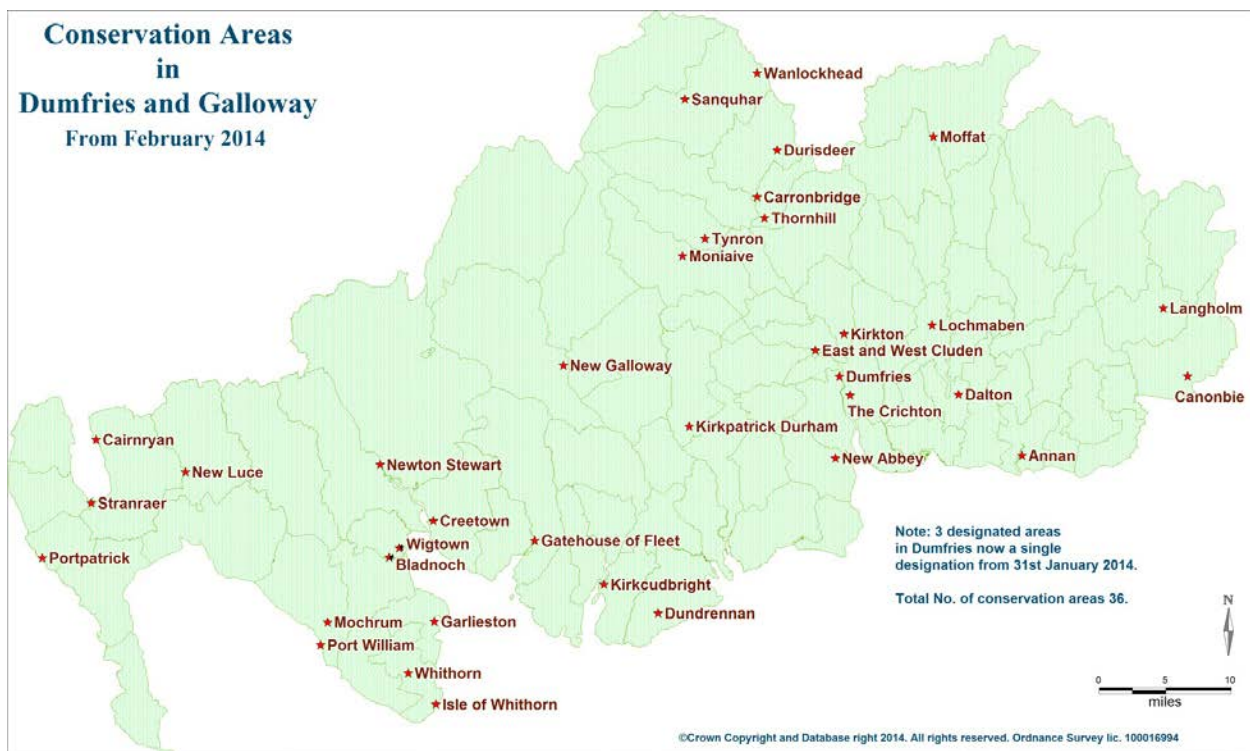 Conservation Areas
in
Dumfries and Galloway
From February 2014
Wanlockhead
Sanquhar
Moffat
Durisdeer
Carronbridge
Thornhill
Tynron
Moniaive
Langholm
Lochmaben
Kirkton
East and West Cluden
New Galloway
Dumfries
Canonbie
Dalton
The Crichton
Kirkpatrick Durham
Cairnryan
New Abbey
Annan
Newton Stewart
New Luce
Stranraer
Creetown
Gatehouse of Fleet
Wigtown
Bladnoch
Portpatrick
Kirkcudbright
Dundrennan
Mochrum
Garlieston
Port William
Whithorn
Isle of Whithorn
Note: 3 designated areas
in Dumfries now a single
designation from 31st January 2014.
Total No. of conservation areas 36.
N
0 5 10
miles
©Crown Copyright and Database right 2014. All rights reserved. Ordnance Survey lic. 100016994